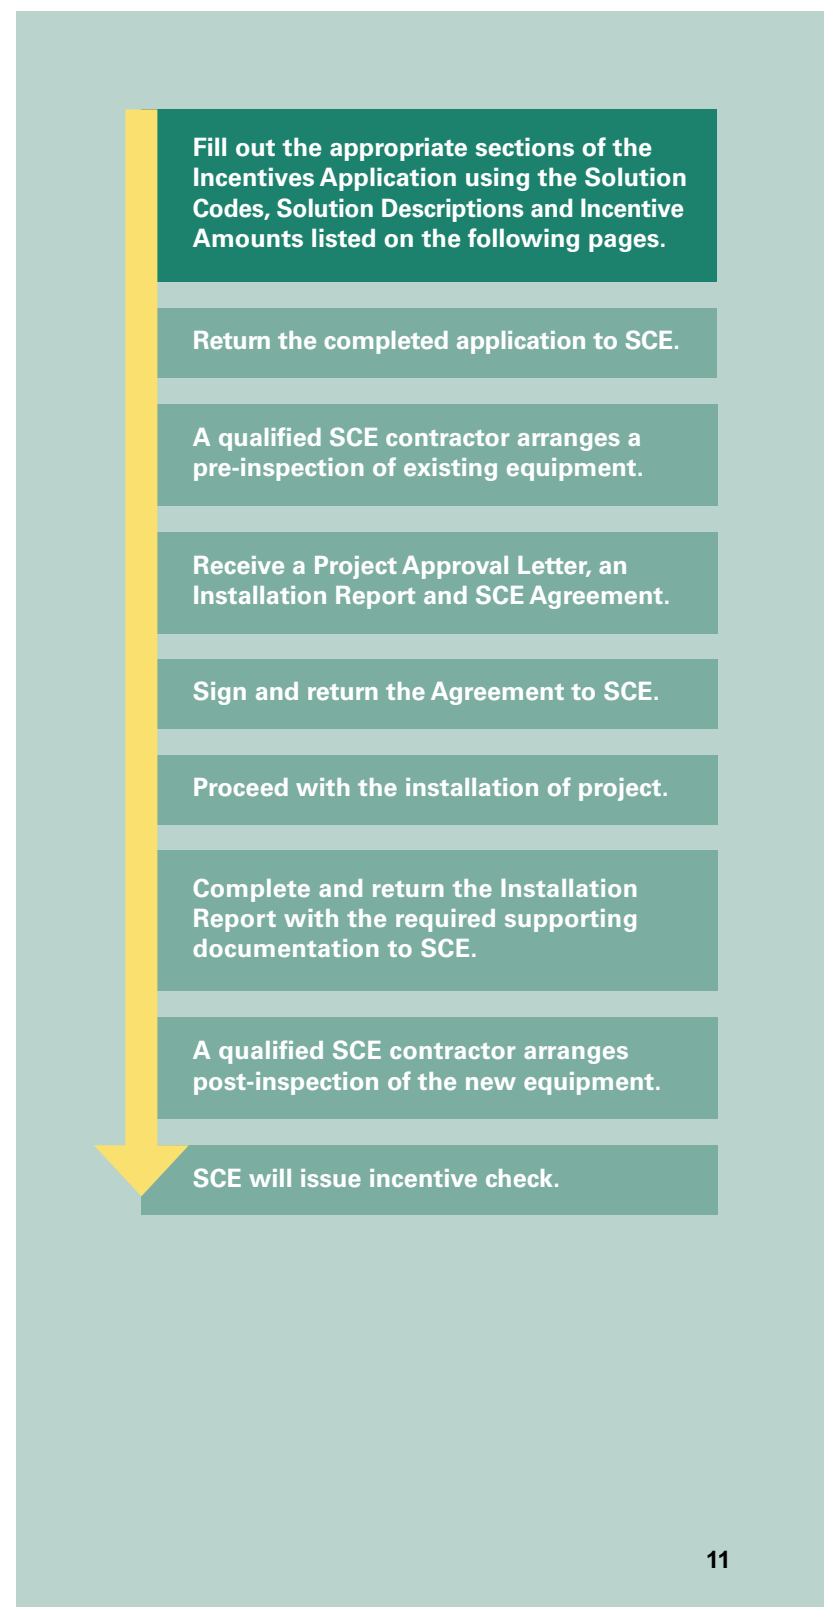 Fill out the appropriate sections of the
Incentives Application using the Solution
Codes, Solution Descriptions and Incentive
Amounts listed on the following pages.
Return the completed application to SCE.
A qualified SCE contractor arranges a
pre-inspection of existing equipment.
Receive a Project Approval Letter, an
Installation Report and SCE Agreement.
Sign and return the Agreement to SCE.
Proceed with the installation of project.
Complete and return the Installation
Report with the required supporting
documentation to SCE.
A qualified SCE contractor arranges
post-inspection of the new equipment.
SCE will issue incentive check.
11